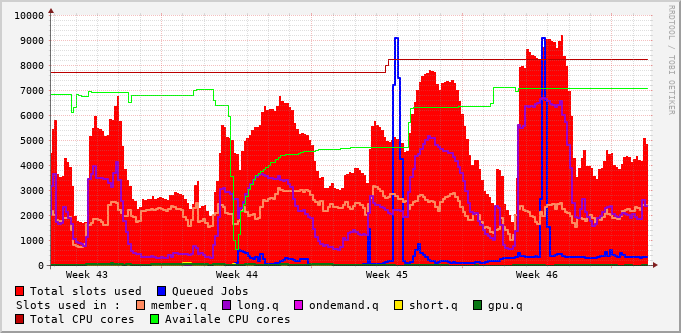 RRDTOOL / TOBI OETIKER
10000
9000
8000
7000
6000
5000
4000
3000
2000
1000
0
Week 43 Week 44 Week 45 Week 46
Total slots used Queued Jobs
Slots used in : member.q long.q ondemand.q short.q gpu.q
Total CPU cores Availale CPU cores